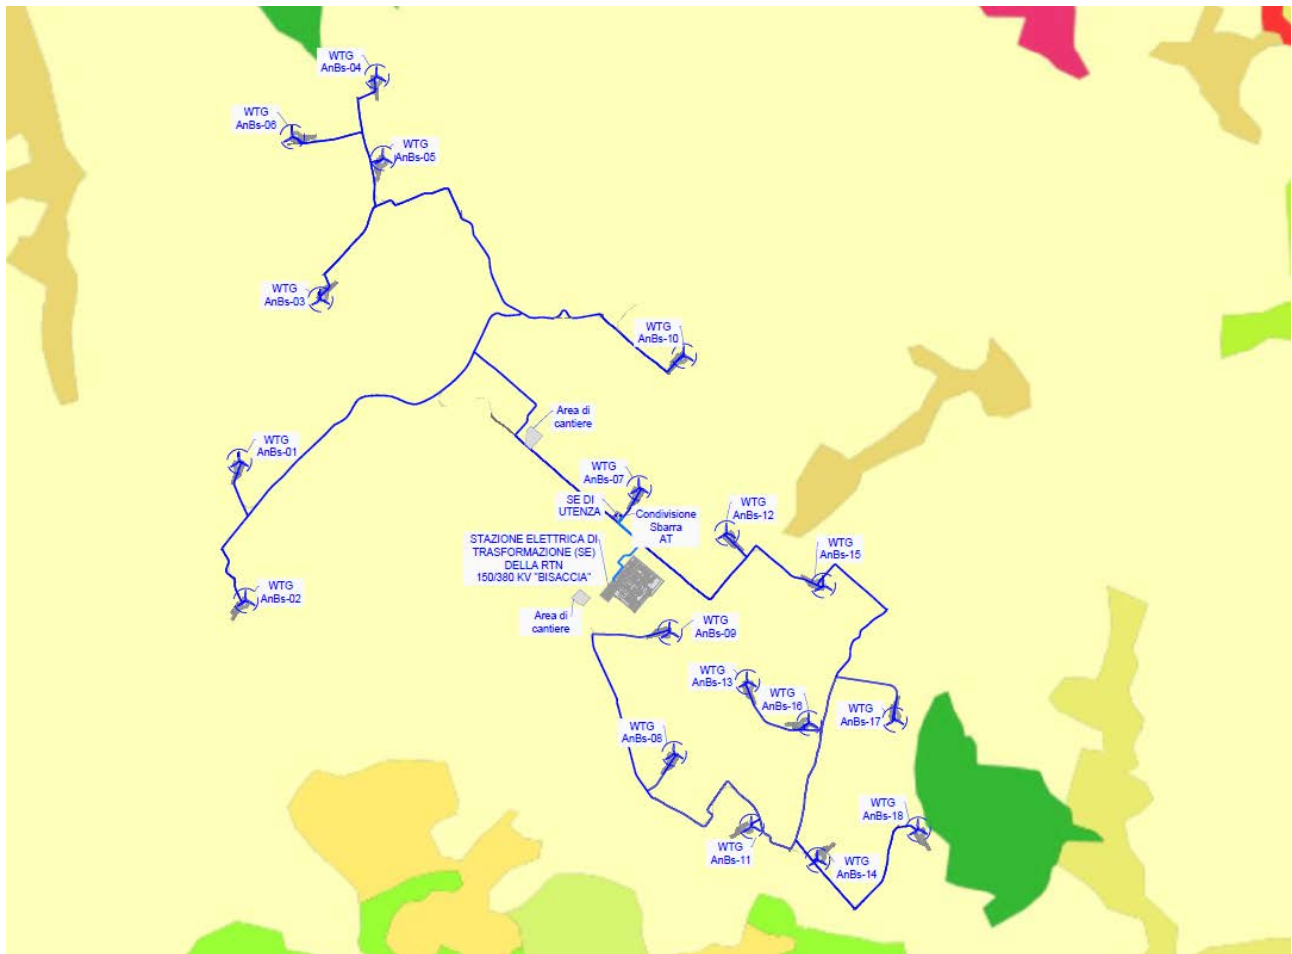 WTG
AnBs-04
WTG
AnBs-06
WTG
AnBs-05
WTG
AnBs-03
WTG
AnBs-10
Area di
cantiere
WTG
AnBs-01
WTG
AnBs-07
SE DI
UTENZA
Condivisione
Sbarra
AT
WTG
AnBs-12
STAZIONE ELETTRICA DI
TRASFORMAZIONE (SE)
DELLA RTN
150/380 KV "BISACCIA"
WTG
AnBs-15
WTG
AnBs-02
Area di
cantiere
WTG
AnBs-09
WTG
AnBs-13
WTG
AnBs-16
WTG
AnBs-17
WTG
AnBs-08
WTG
AnBs-18
WTG
AnBs-11
WTG
AnBs-14